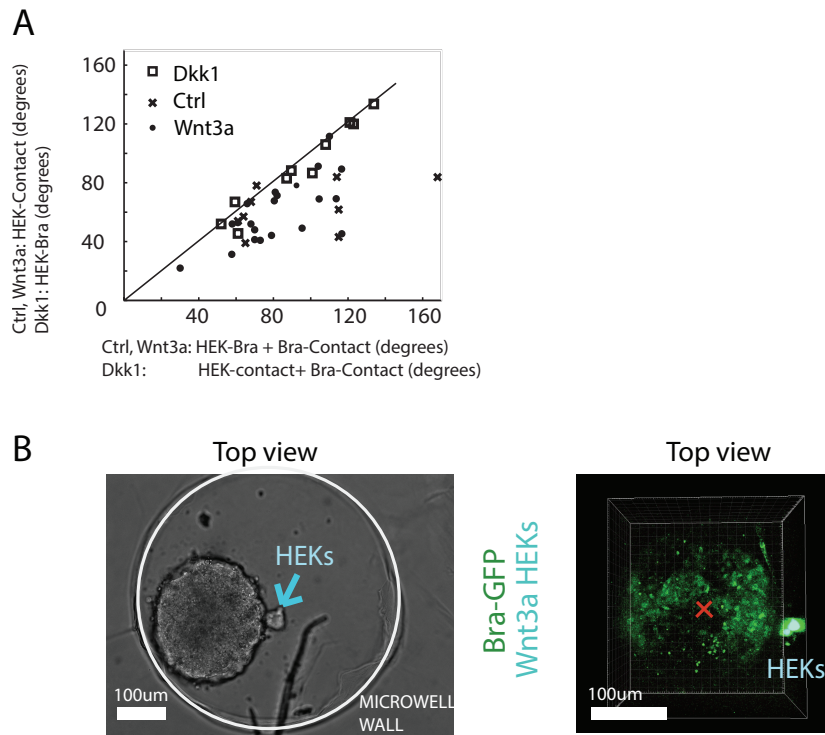 A
160
120
80
40
0
40
80
120
160
Dkk1
Ctrl
Wnt3a
Ctrl, Wnt3a: HEK-Contact (degrees)
Dkk1: HEK-Bra (degrees)
Ctrl, Wnt3a: HEK-Bra + Bra-Contact (degrees)
Dkk1: HEK-contact+ Bra-Contact (degrees)
B
Top view
HEKs
100um
MICROWELL
WALL
Bra-GFP
Wnt3a HEKs
Top view
HEKs
100um